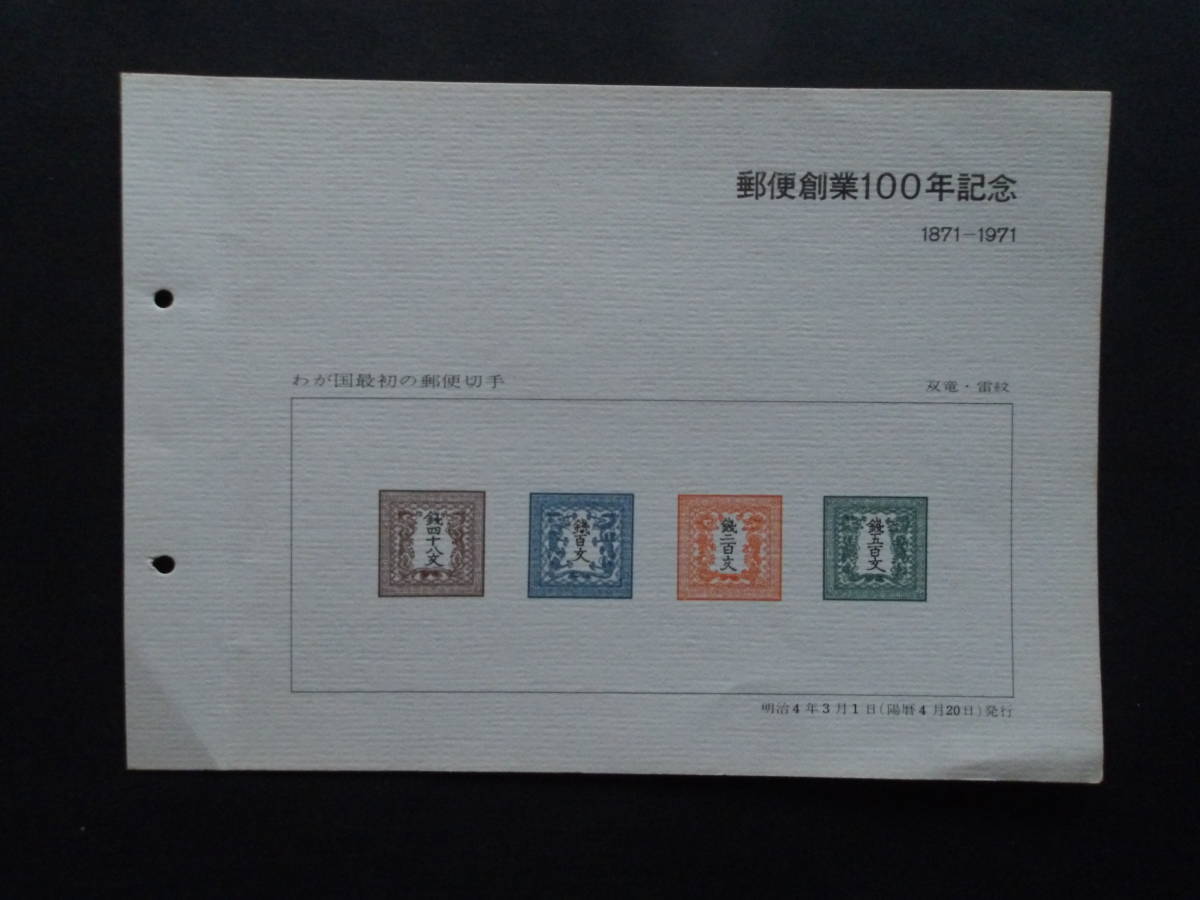 郵便創業100年記念
1871-1971
わが国最初の郵便切手
双竜・雷紋
銭四十八文
銭百文
銭二百文
銭五百文
明治4年3月1日(陽暦4月20日)発行